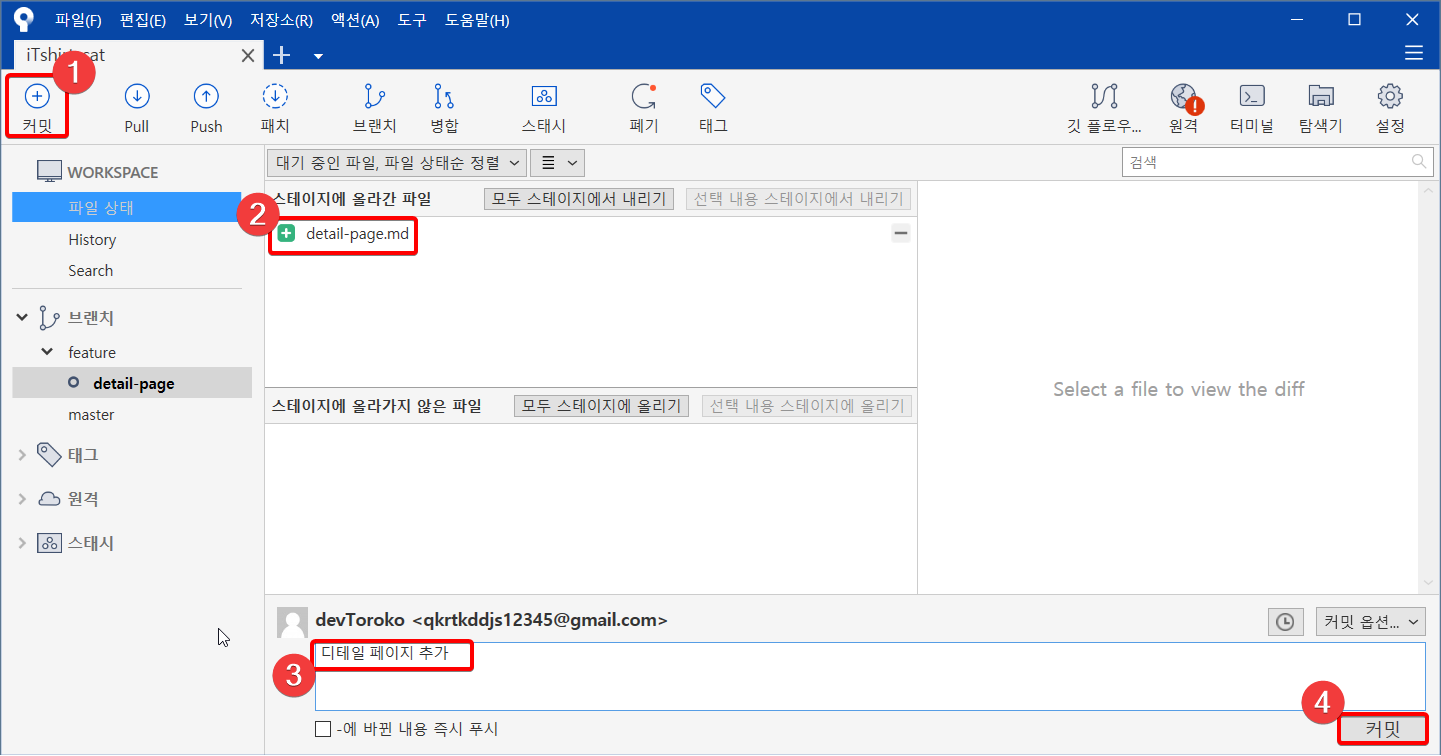 파일(F) 편집(E) 보기(V) 저장소(R) 액션(A) 도구 도움말(H)
1
커밋 Pull Push 패치 브랜치 병합 스태시 폐기 태그 깃 플로우... 원격 터미널 탐색기 설정
WORKSPACE
파일 상태
History
Search
브랜치
feature
detail-page
master
태그
원격
스태시
대기 중인 파일, 파일 상태순 정렬
검색
2
스테이지에 올라간 파일 모두 스테이지에서 내리기 선택 내용 스테이지에서 내리기
detail-page.md
스테이지에 올라가지 않은 파일 모두 스테이지에 올리기 선택 내용 스테이지에 올리기
Select a file to view the diff
devToroko <qkrtkddjs12345@gmail.com>
커밋 옵션...
3
디테일 페이지 추가
-에 바뀐 내용 즉시 푸시
4
커밋